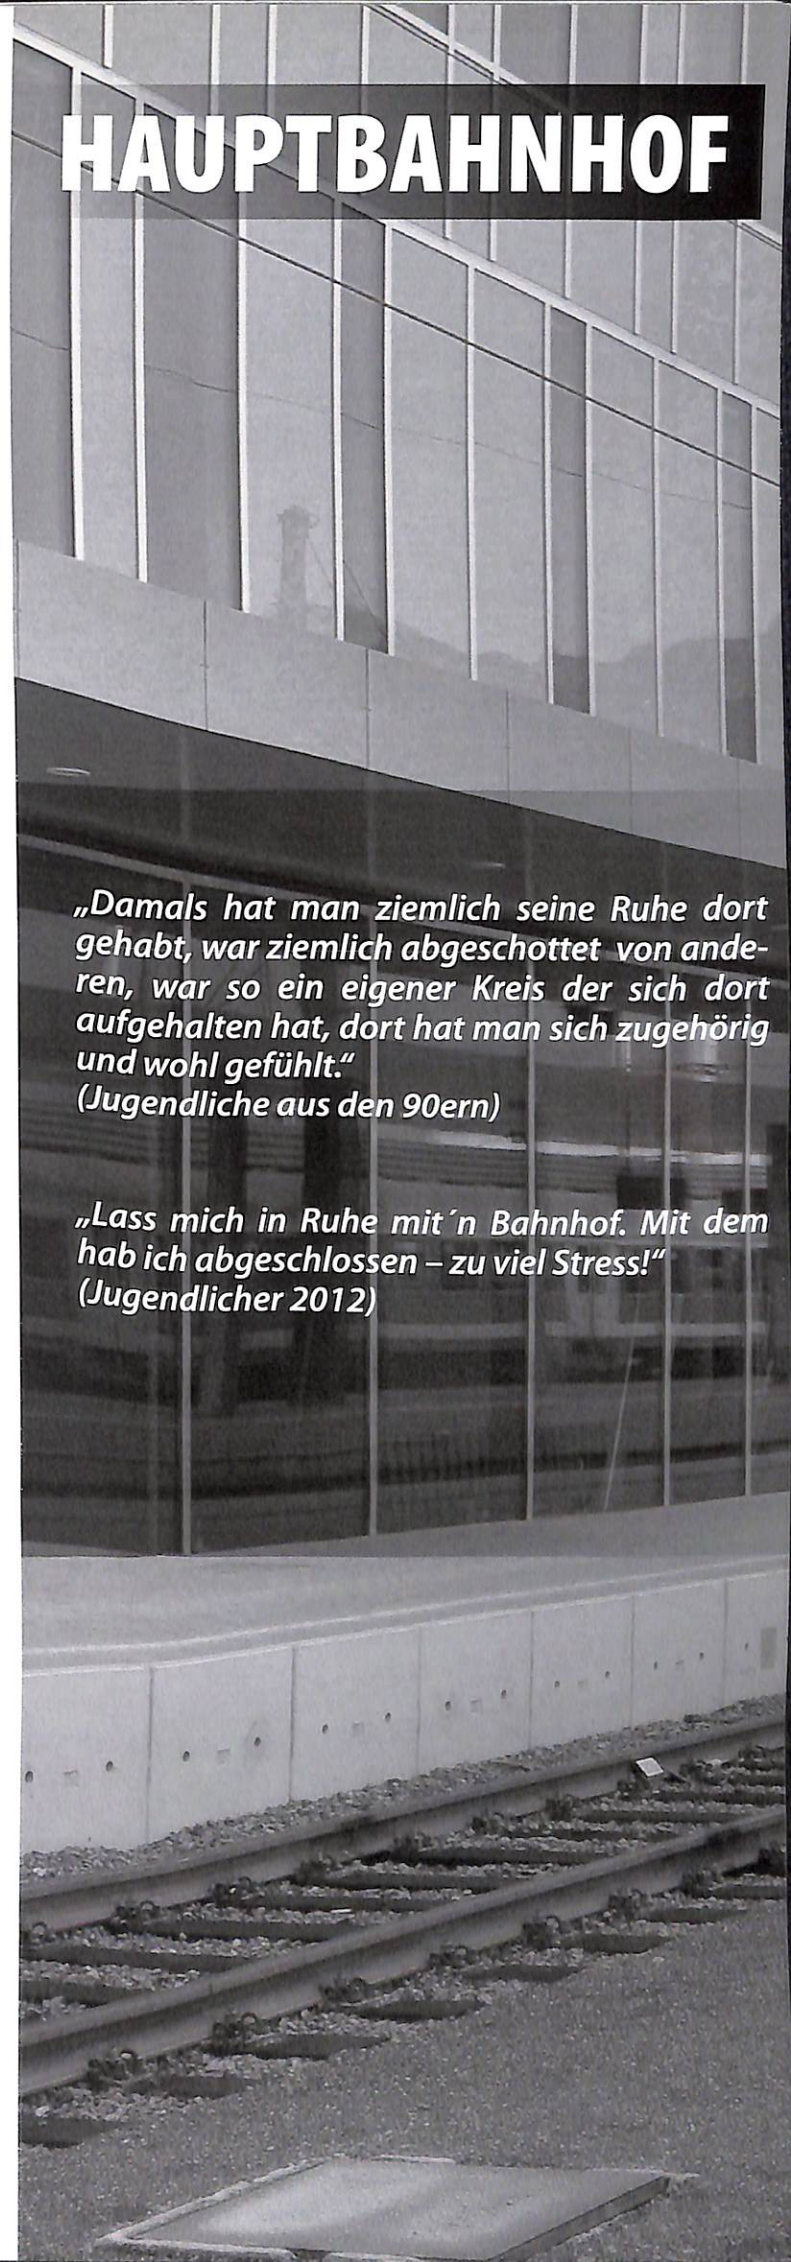 HAUPTBAHNHOF
„Damals hat man ziemlich seine Ruhe dort
gehabt, war ziemlich abgeschottet von ande-
ren, war so ein eigener Kreis der sich dort
aufgehalten hat, dort hat man sich zugehörig
und wohl gefühlt.“
(Jugendliche aus den 90ern)
„Lass mich in Ruhe mit´n Bahnhof. Mit dem
hab ich abgeschlossen – zu viel Stress!“
(Jugendlicher 2012)